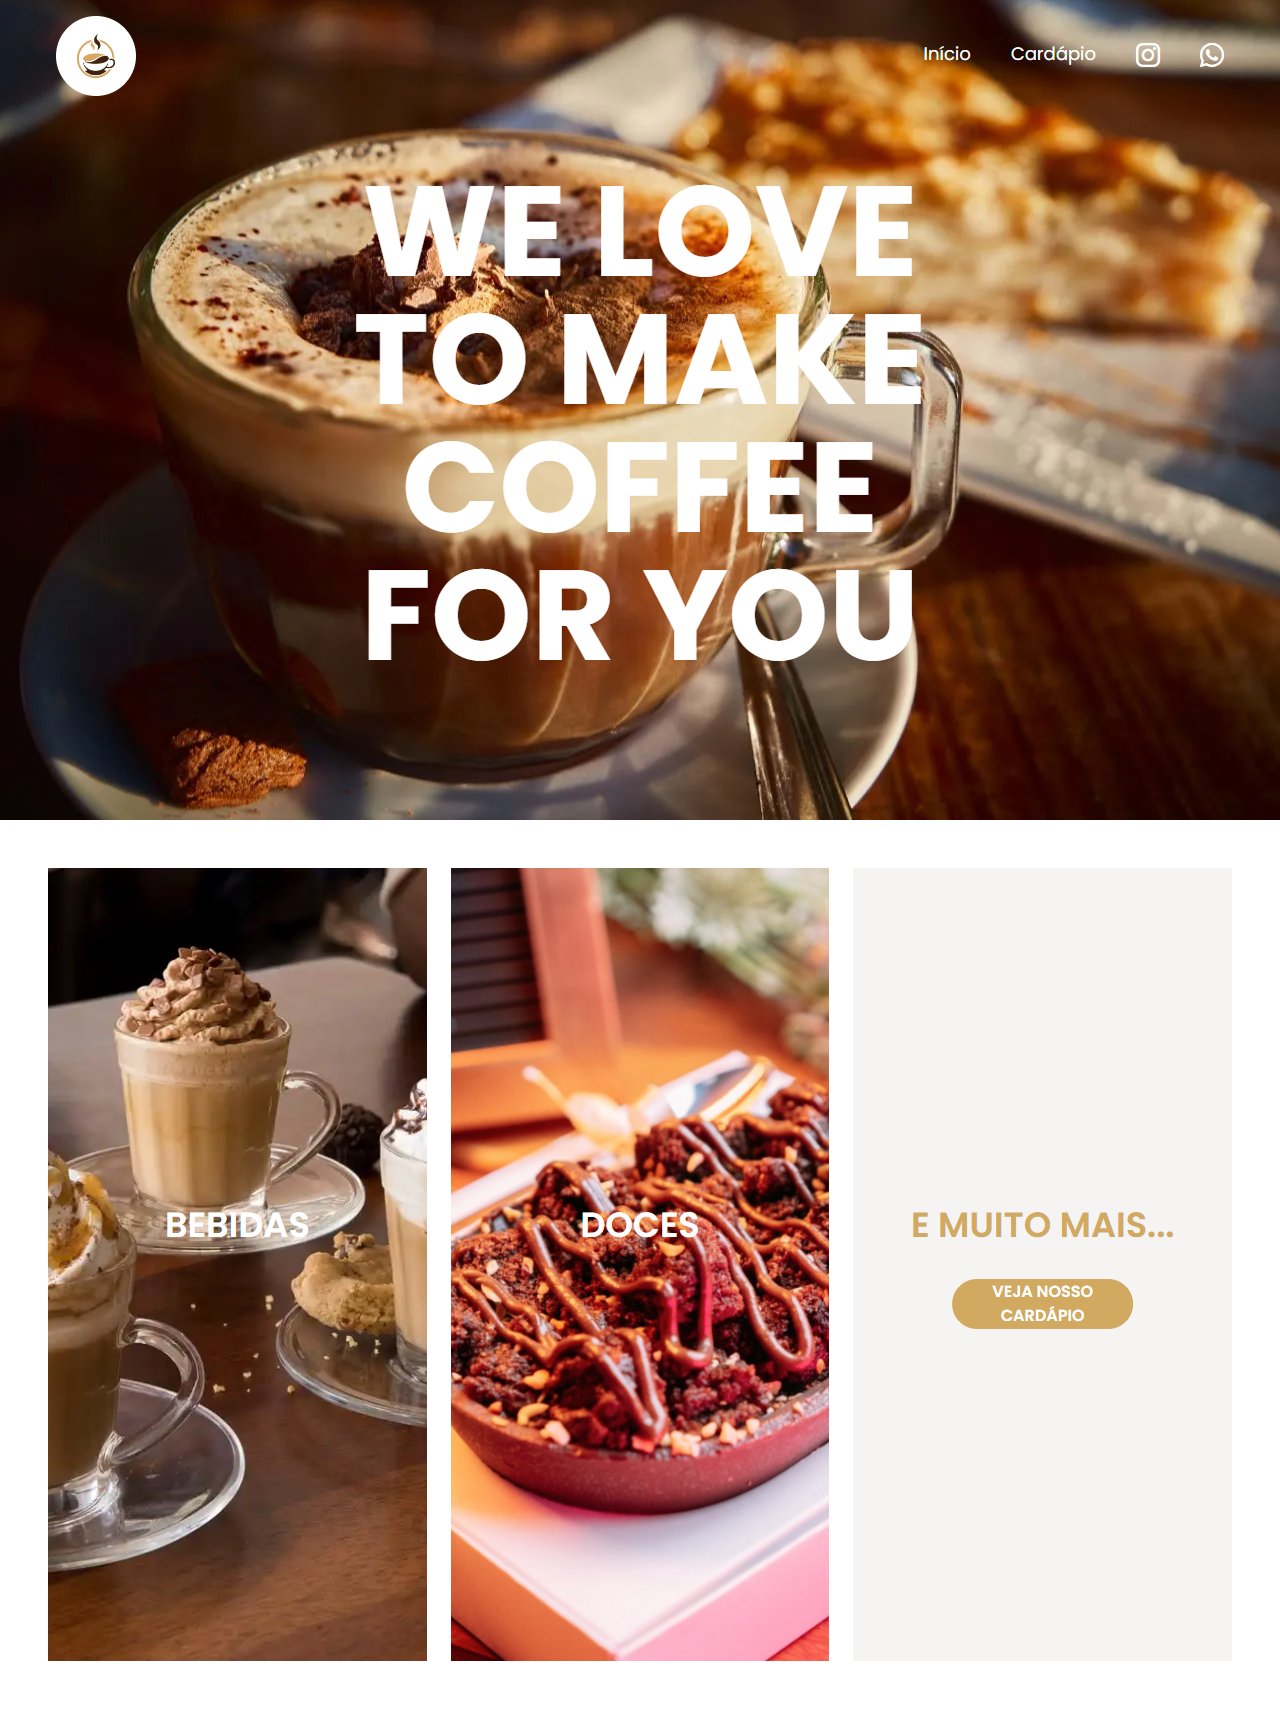 Início Cardápio
WE LOVE
TO MAKE
COFFEE
FOR YOU
BEBIDAS
DOCES
E MUITO MAIS...
VEJA NOSSO
CARDÁPIO